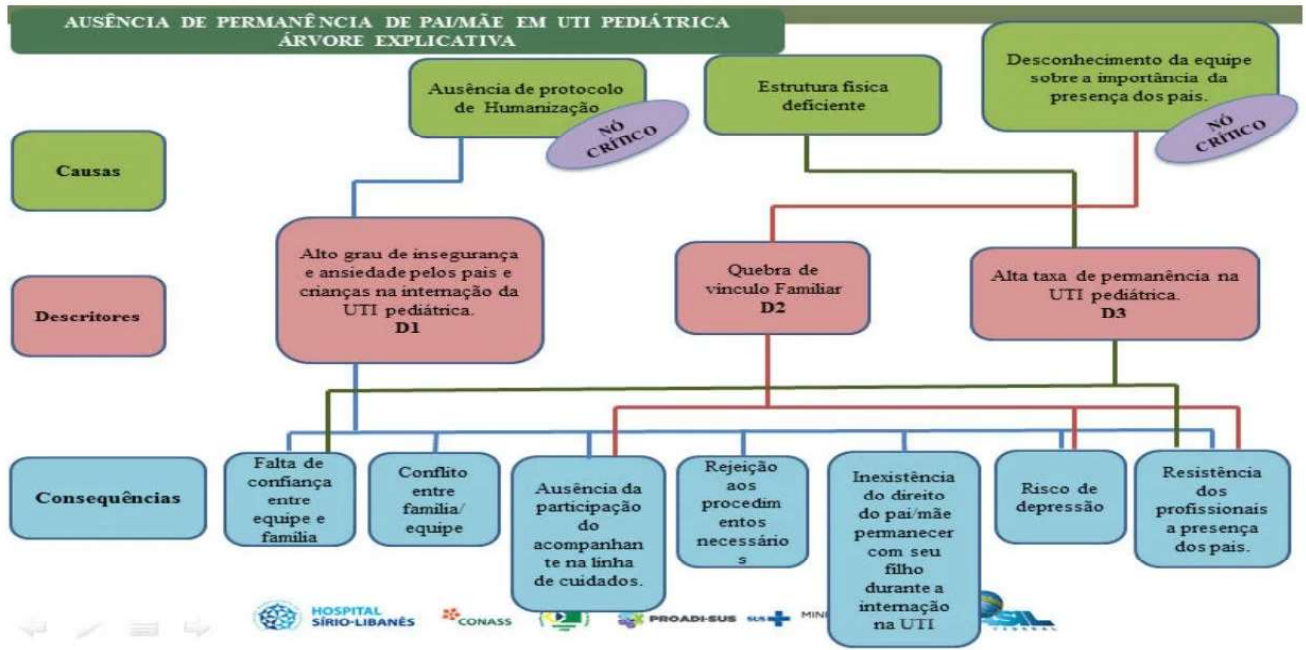 AUSÊNCIA DE PERMANÊNCIA DE PAI/MÃE EM UTI PEDIÁTRICA
ÁRVORE EXPLICATIVA
Ausência de protocolo
de Humanização
NÓ
CRÍTICO
Estrutura física
deficiente
Desconhecimento da equipe
sobre a importância da
presença dos pais.
NÓ
CRÍTICO
Causas
Alto grau de insegurança
e ansiedade pelos pais e
crianças na internação da
UTI pediátrica.
D1
Quebra de
vínculo Familiar
D2
Alta taxa de permanência na
UTI pediátrica.
D3
Descritores
Consequências
Falta de
confiança
entre
equipe e
família
Conflito
entre
família/
equipe
Ausência da
participação
do
acompanhan
te na linha
de cuidados.
Rejeição
aos
procedim
entos
necessário
s
Inexistência
do direito
do pai/mãe
permanecer
com seu
filho
durante a
internação
na UTI
Risco de
depressão
Resistência
dos
profissionais
a presença
dos pais.
HOSPITAL
SÍRIO-LIBANÊS
CONASS
PROADI-SUS
SUS
MINI
SIL
FEDERAL